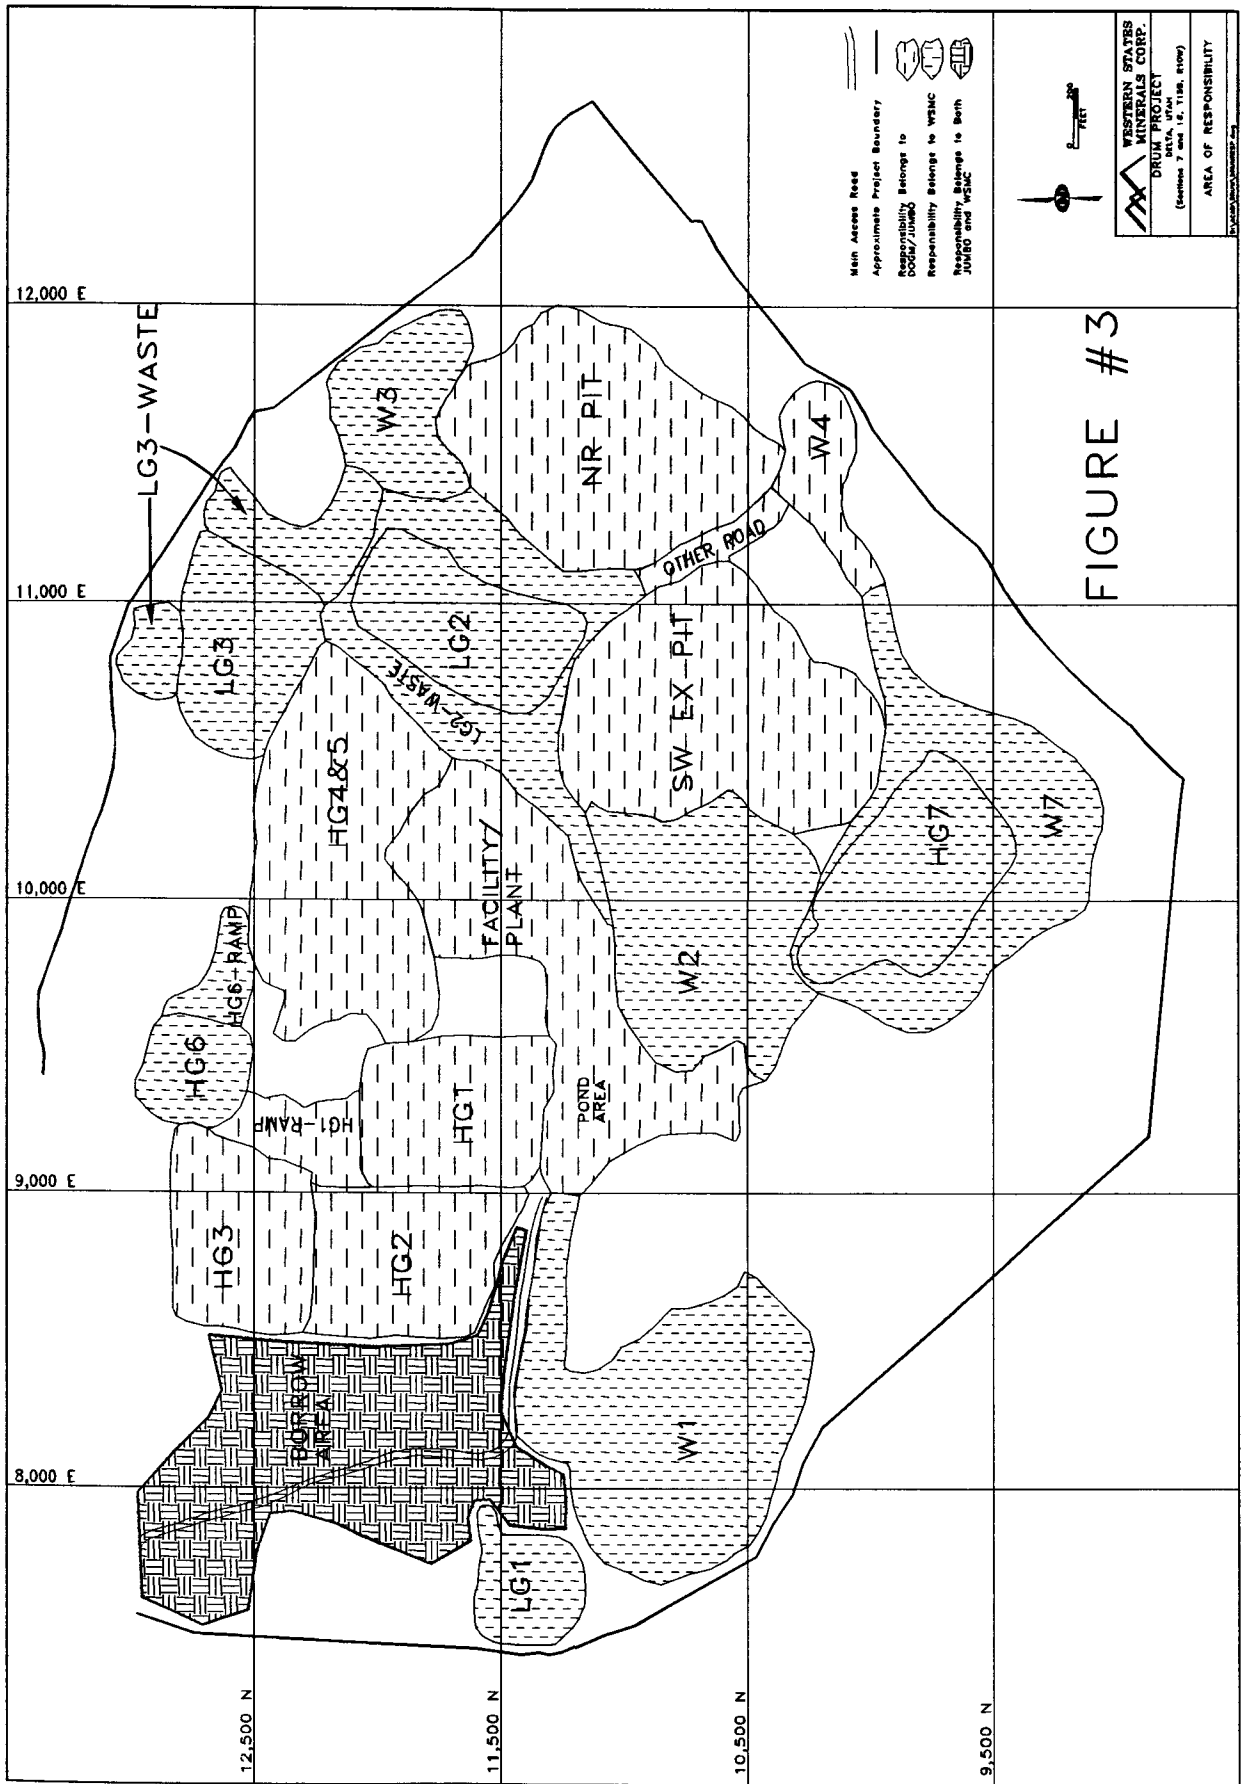 12,000 E
11,000 E
10,000 E
9,000 E
8,000 E
12,500 N
11,500 N
10,500 N
9,500 N
LG3-WASTE
LG3
W3
NR PIT
W4
OTHER ROAD
LG2
LG2-WASTE
HG4&5
SW EX PIT
FACILITY/
PLANT
HG7
W7
W2
HG6-RAMP
HG6
HG1-RAMP
HG1
POND
AREA
HG3
HG2
BORROW
AREA
W1
LG1
Main Access Road
Approximate Project Boundary
Responsibility Belongs to
DOGM/JUMBO
Responsibility Belongs to WSMC
Responsibility Belongs to Both
JUMBO and WSMC
0 200
FEET
WESTERN STATES
MINERALS CORP.
DRUM PROJECT
DELTA, UTAH
AREA OF RESPONSIBILITY
FIGURE #3